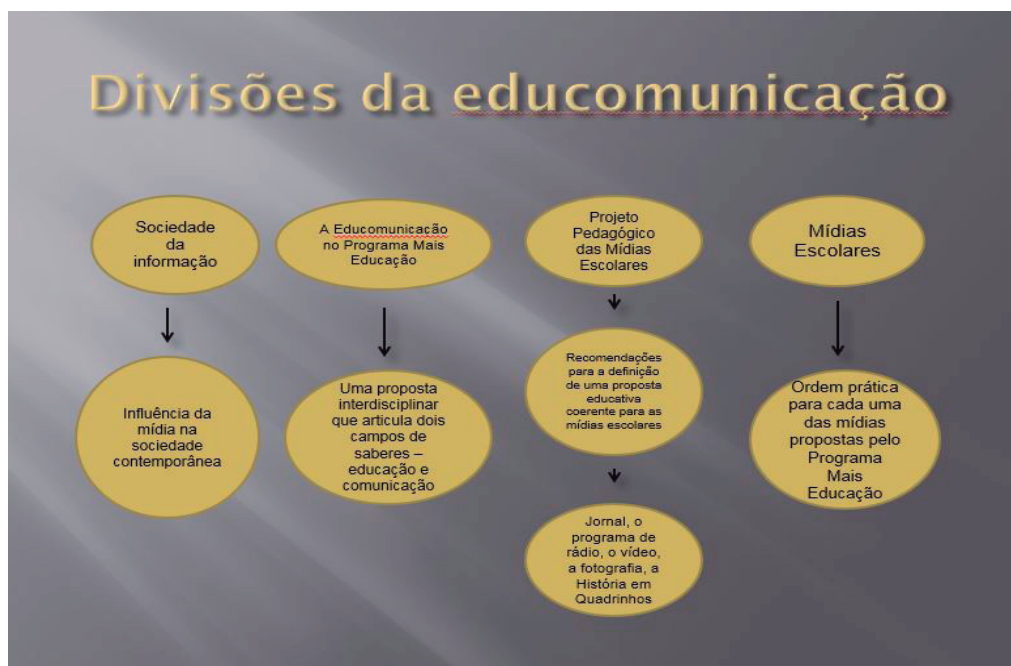 Divisões da educomunicação
Sociedade
da
informação
Influência da
mídia na
sociedade
contemporânea
A Educomunicação
no Programa Mais
Educação
Uma proposta
interdisciplinar
que articula dois
campos de
saberes –
educação e
comunicação
Projeto
Pedagógico
das Mídias
Escolares
Recomendações
para a definição
de uma proposta
educativa
coerente para as
mídias escolares
Jornal, o
programa de
rádio, o vídeo,
a fotografia, a
História em
Quadrinhos
Mídias
Escolares
Ordem prática
para cada uma
das mídias
propostas pelo
Programa
Mais
Educação